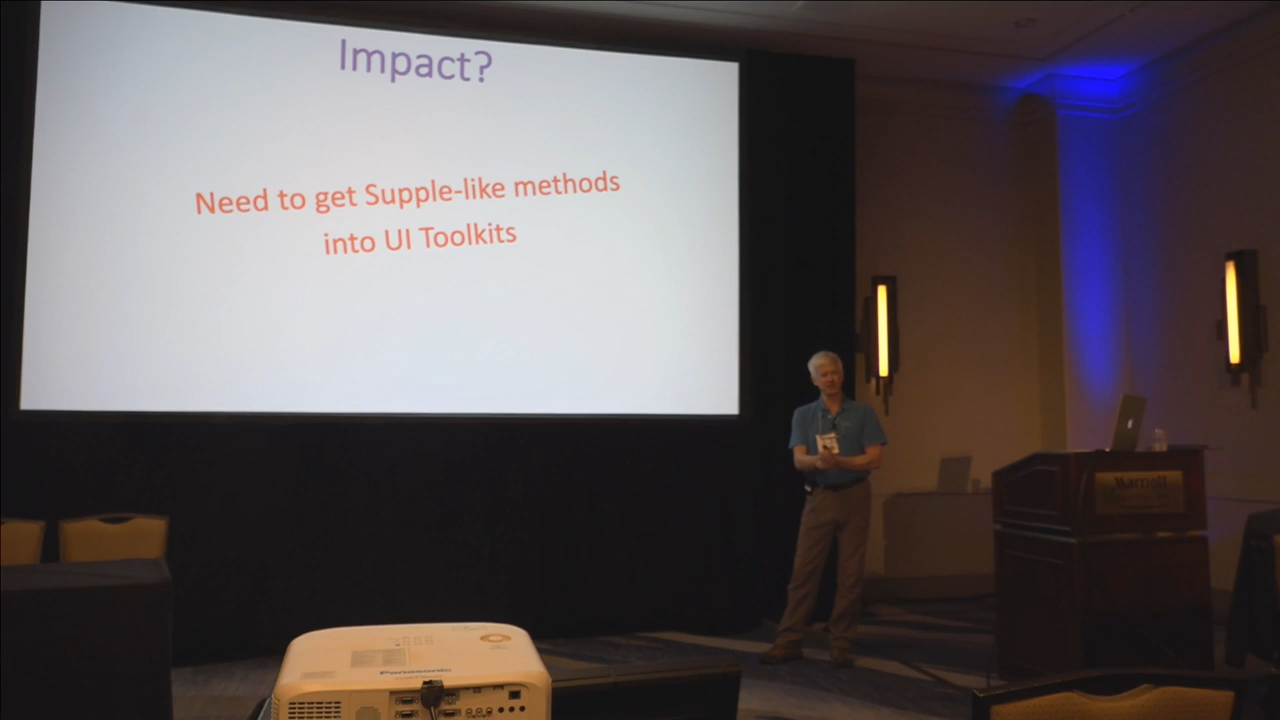 Impact?
Need to get Supple-like methods
into UI Toolkits
Marriott
Panasonic